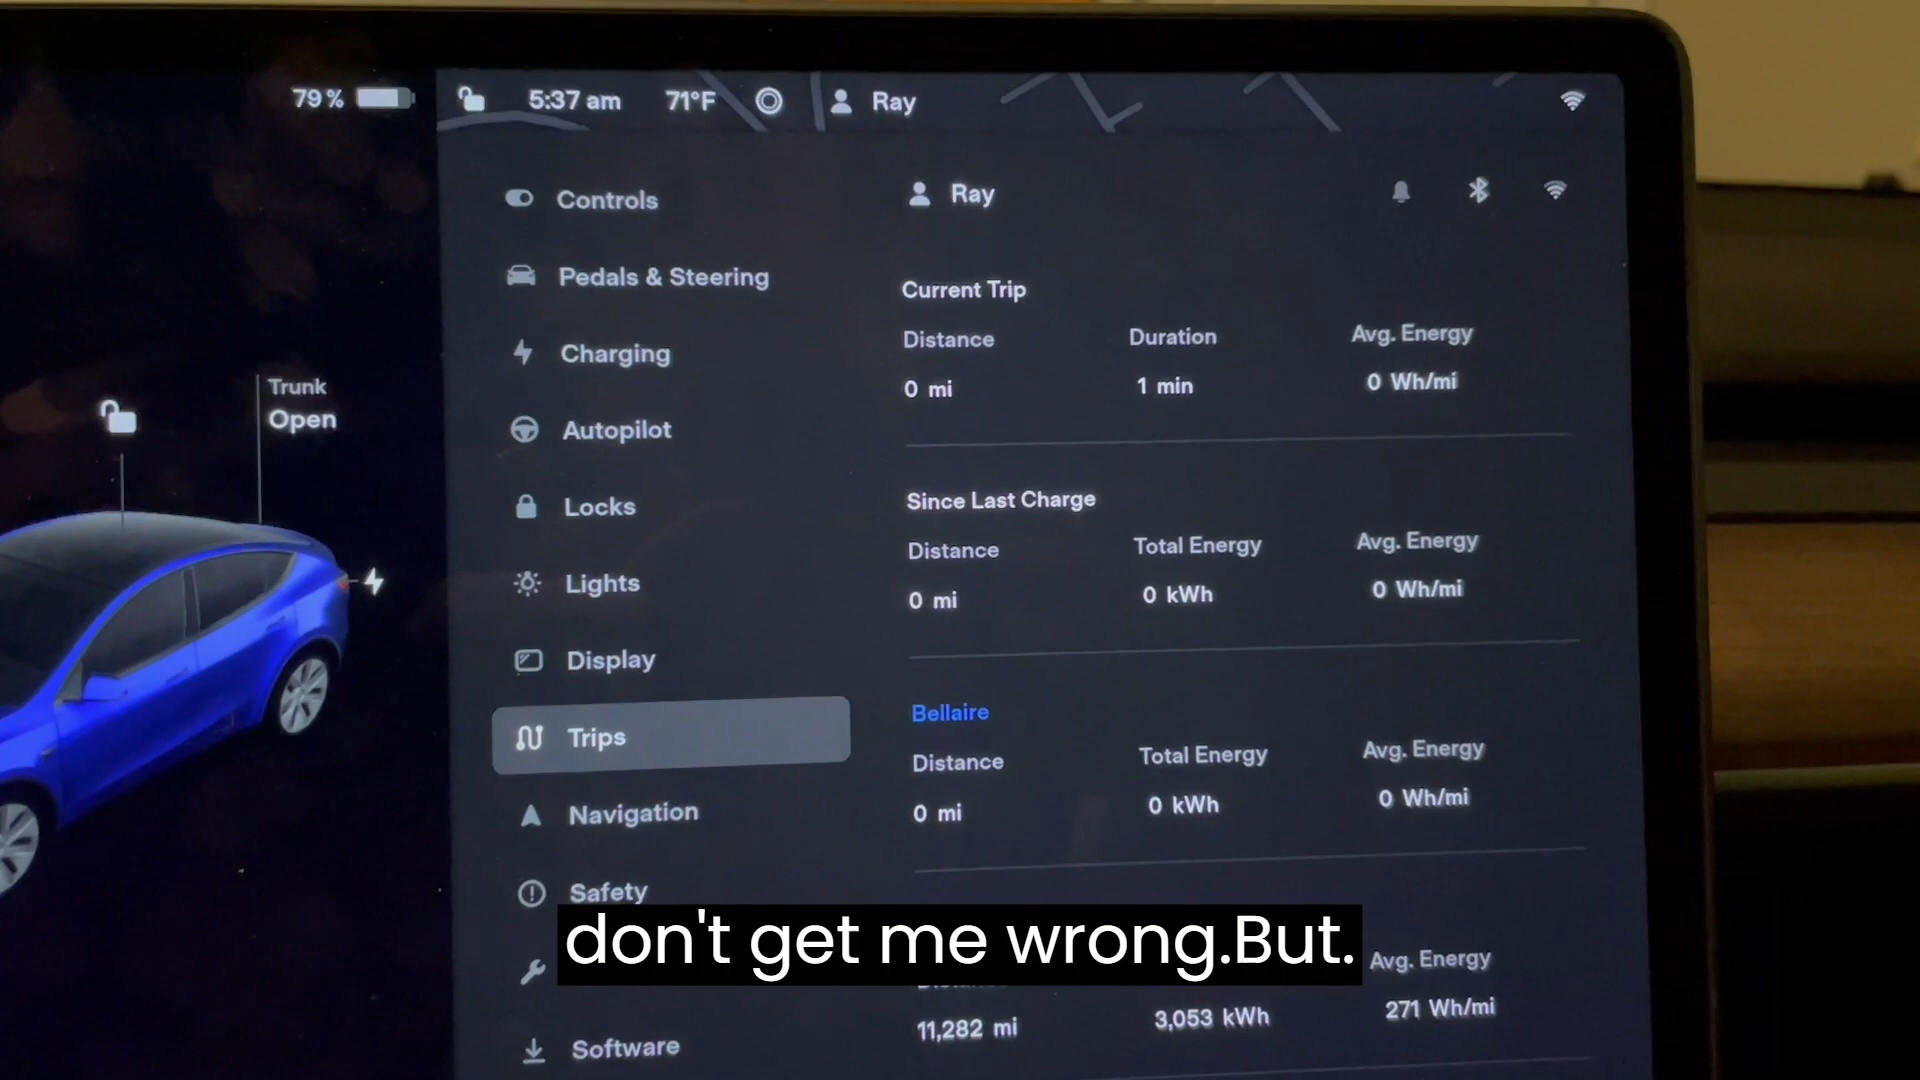 79%
5:37 am 71°F Ray
Trunk
Open
Controls
Pedals & Steering
Charging
Autopilot
Locks
Lights
Display
Trips
Navigation
Safety
Software
Ray
Current Trip
Distance Duration Avg. Energy
0 mi 1 min 0 Wh/mi
Since Last Charge
Distance Total Energy Avg. Energy
0 mi 0 kWh 0 Wh/mi
Bellaire
Distance Total Energy Avg. Energy
0 mi 0 kWh 0 Wh/mi
Avg. Energy
11,282 mi 3,053 kWh 271 Wh/mi
don't get me wrong.But.